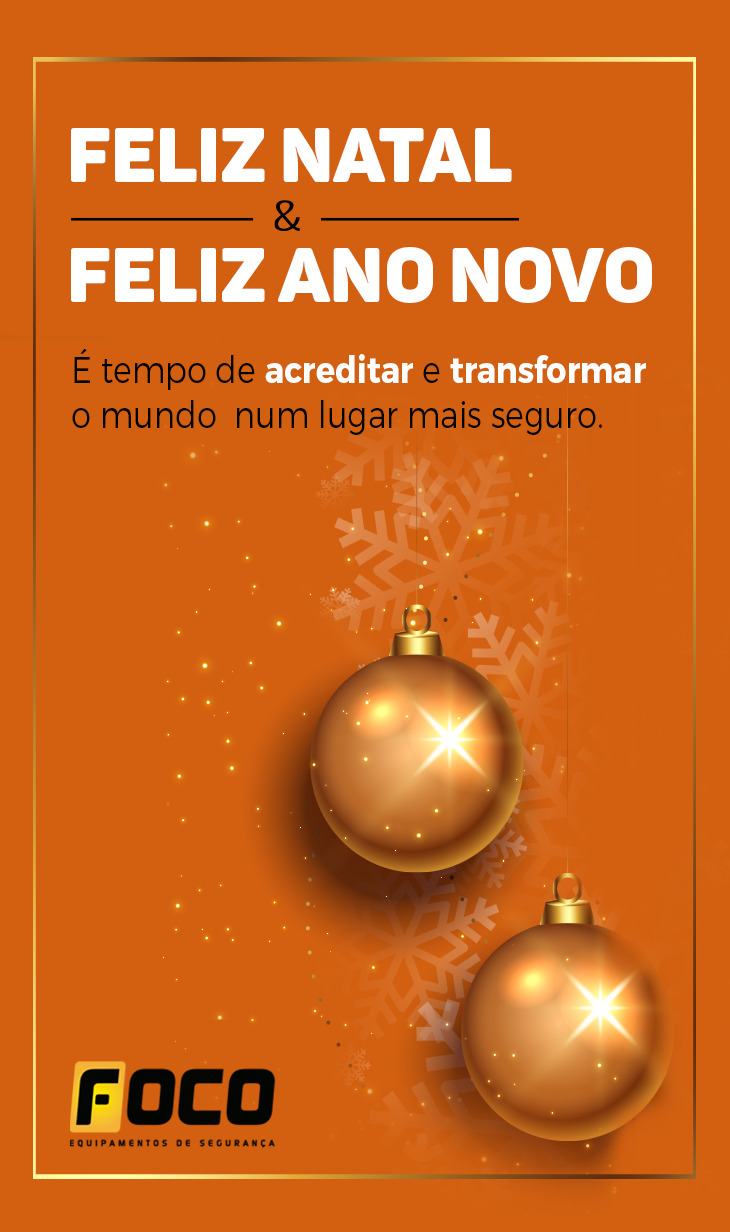 FELIZ NATAL
&
FELIZ ANO NOVO
É tempo de acreditar e transformar
o mundo num lugar mais seguro.
FOCO
EQUIPAMENTOS DE SEGURANÇA